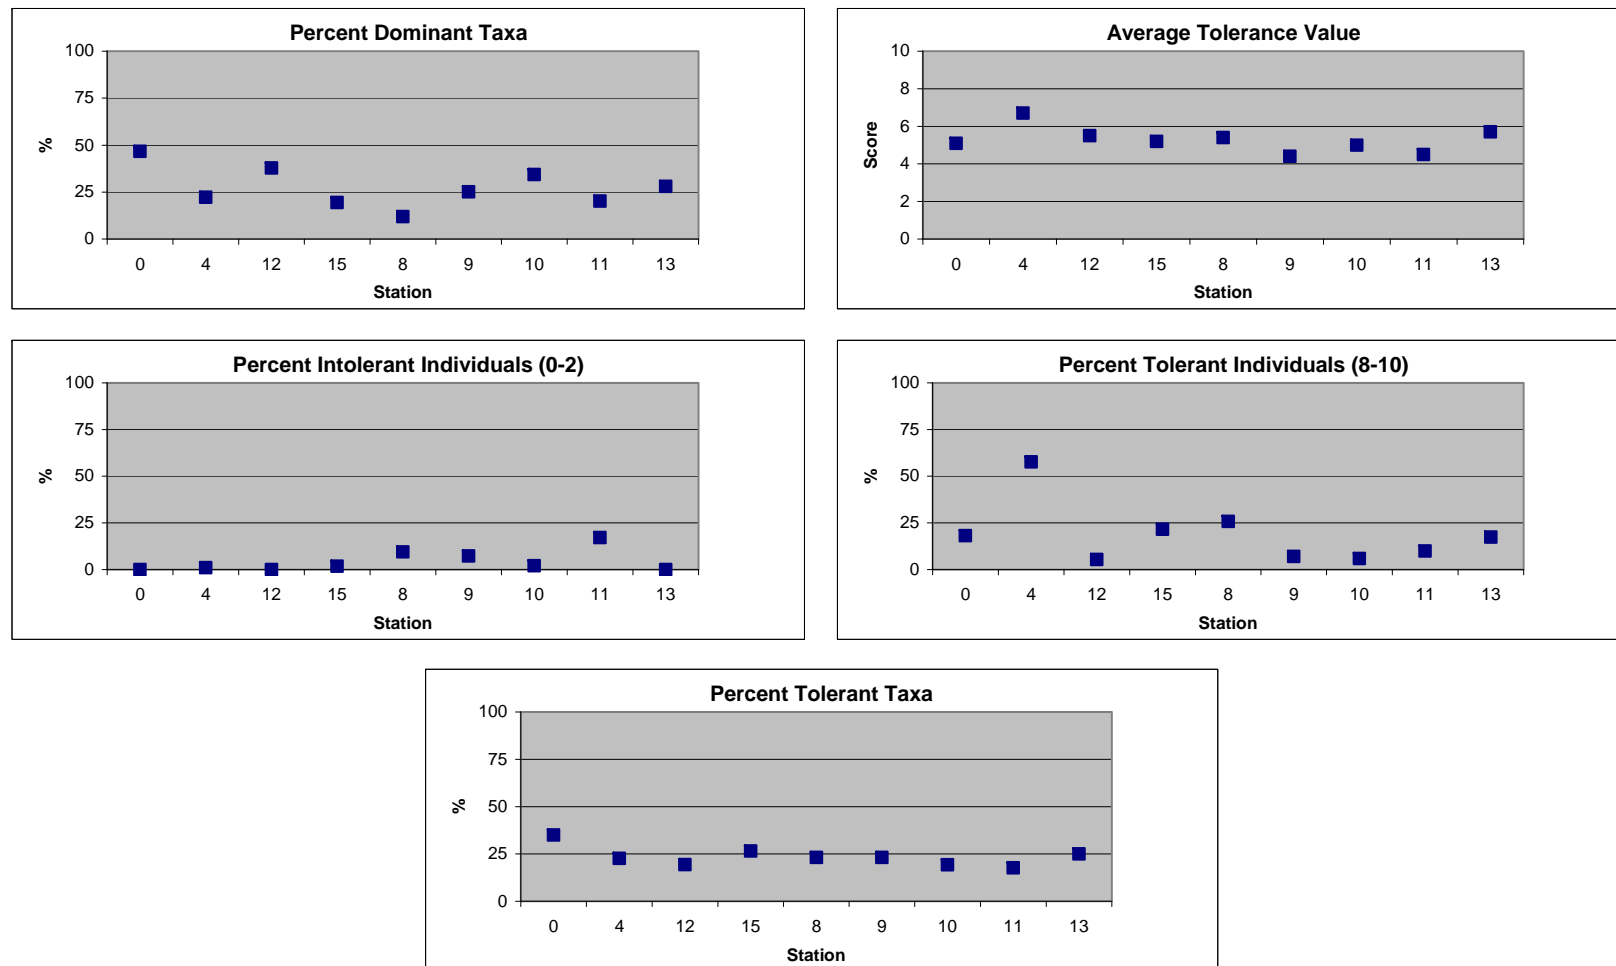 Percent Dominant Taxa
100
75
50
25
0
%
0 4 12 15 8 9 10 11 13
Station
Average Tolerance Value
10
8
6
4
2
0
Score
0 4 12 15 8 9 10 11 13
Station
Percent Intolerant Individuals (0-2)
100
75
50
25
0
%
0 4 12 15 8 9 10 11 13
Station
Percent Tolerant Individuals (8-10)
100
75
50
25
0
%
0 4 12 15 8 9 10 11 13
Station
Percent Tolerant Taxa
100
75
50
25
0
%
0 4 12 15 8 9 10 11 13
Station